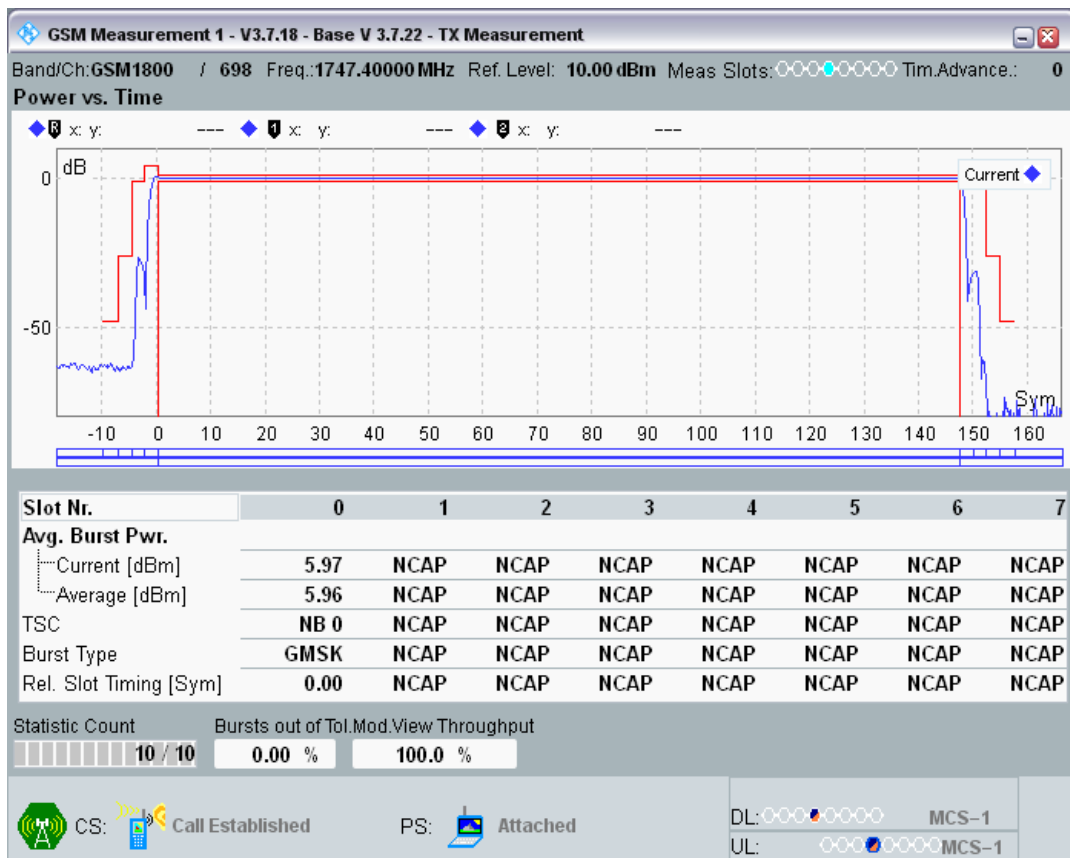 GSM Measurement 1 - V3.7.18 - Base V 3.7.22 - TX Measurement
Band/Ch:GSM1800 / 698 Freq.:1747.40000 MHz Ref. Level: 10.00 dBm Meas Slots: Tim.Advance.: 0
Power vs. Time
R x: y: --- 1 x: y: --- 2 x: y: ---
dB
0
Current
-50
Sym
-10 0 10 20 30 40 50 60 70 80 90 100 110 120 130 140 150 160
Slot Nr. 0 1 2 3 4 5 6 7
Avg. Burst Pwr.
Current [dBm] 5.97 NCAP NCAP NCAP NCAP NCAP NCAP NCAP
Average [dBm] 5.96 NCAP NCAP NCAP NCAP NCAP NCAP NCAP
TSC NB 0 NCAP NCAP NCAP NCAP NCAP NCAP NCAP
Burst Type GMSK NCAP NCAP NCAP NCAP NCAP NCAP NCAP
Rel. Slot Timing [Sym] 0.00 NCAP NCAP NCAP NCAP NCAP NCAP NCAP
Statistic Count Bursts out of Tol.Mod.View Throughput
10 / 10 0.00 % 100.0 %
CS: Call Established PS: Attached
DL: MCS-1
UL: MCS-1